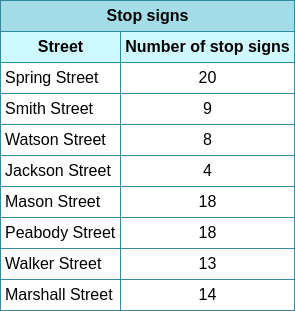 Stop signs
Street Number of stop signs
Spring Street 20
Smith Street 9
Watson Street 8
Jackson Street 4
Mason Street 18
Peabody Street 18
Walker Street 13
Marshall Street 14